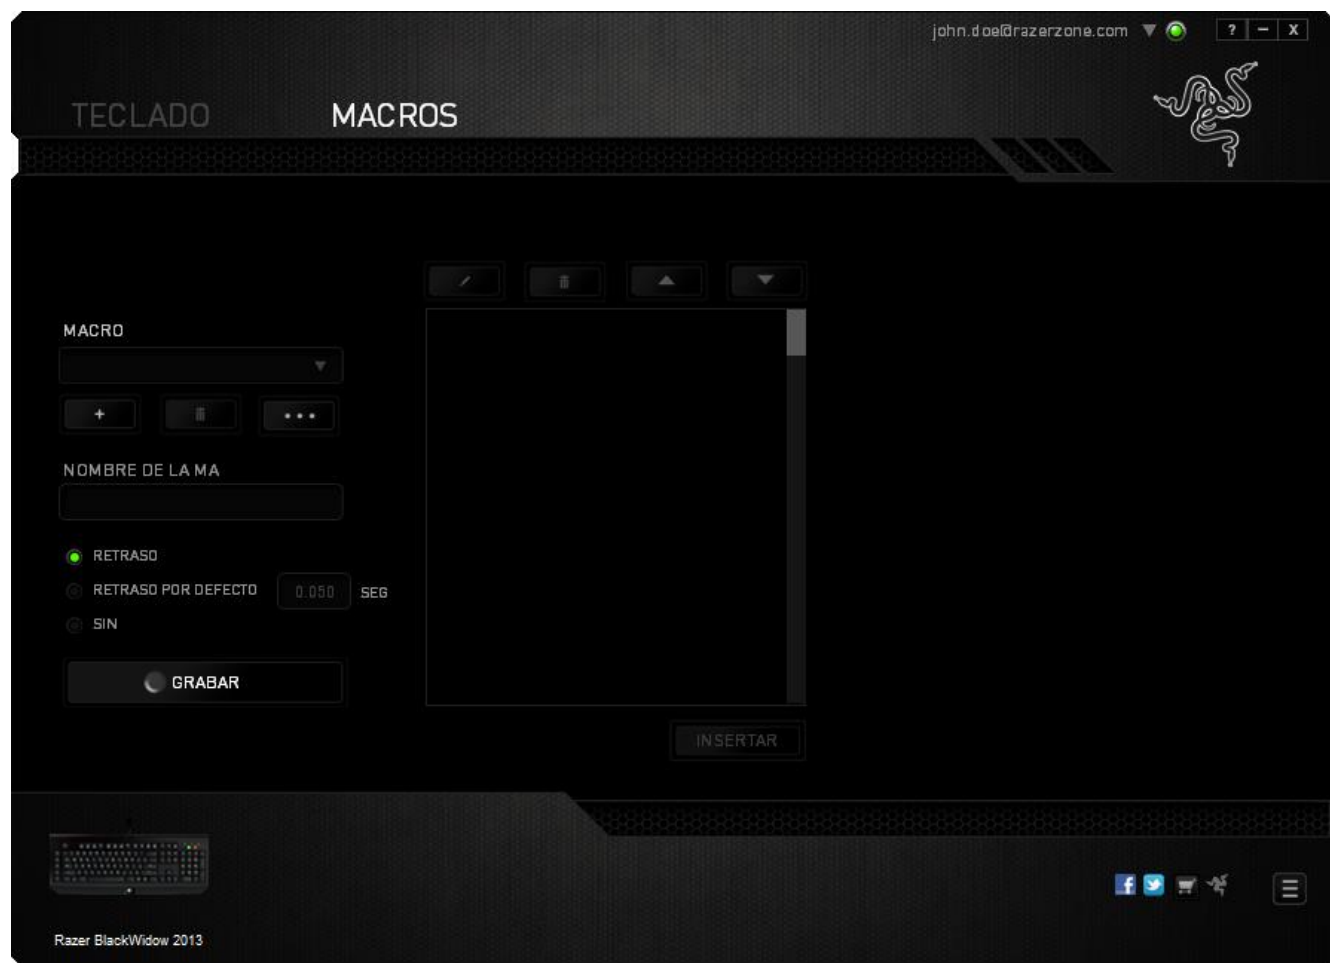 john.doe@razerzone.com
? – X
TECLADO MACROS
MACRO
+ •••
NOMBRE DE LA MA
RETRASO
RETRASO POR DEFECTO 0.050 SEG
SIN
GRABAR
INSERTAR
Razer BlackWidow 2013